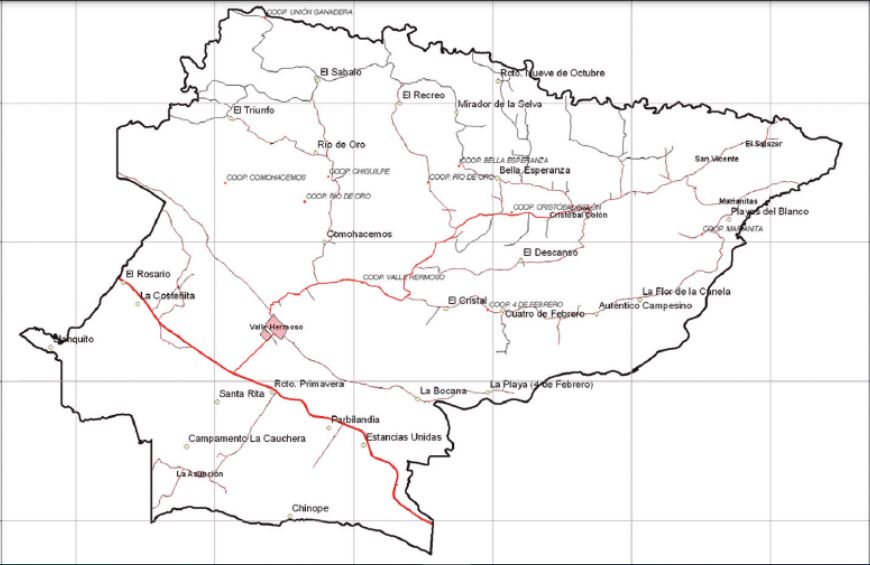 COOP. UNIÓN GANADERA
El Sabalo
Rcto. Nueve de Octubre
El Recreo
Mirador de la Selva
El Triunfo
Rio de Oro
El Salazar
San Vicente
COOP. BELLA ESPERANZA
Bella Esperanza
COOP. CHIGUILPE
COOP. COMOHACEMOS
COOP. RÍO DE ORO
COOP. RIO DE ORO
Marianitas
Playas del Blanco
COOP. CRISTOBAL COLÓN
Cristobal Colón
COOP. MARIANITA
Comohacemos
El Descanso
El Rosario
COOP. VALLE HERMOSO
La Costeñita
La Flor de la Canela
El Cristal
COOP. 4 DE FEBRERO
Autentico Campesino
Cuatro de Febrero
Valle Hermoso
Blanquito
Rcto. Primavera
La Playa (4 de Febrero)
La Bocana
Santa Rita
Parbilandia
Estancias Unidas
Campamento La Cauchera
La Asunción
Chinope